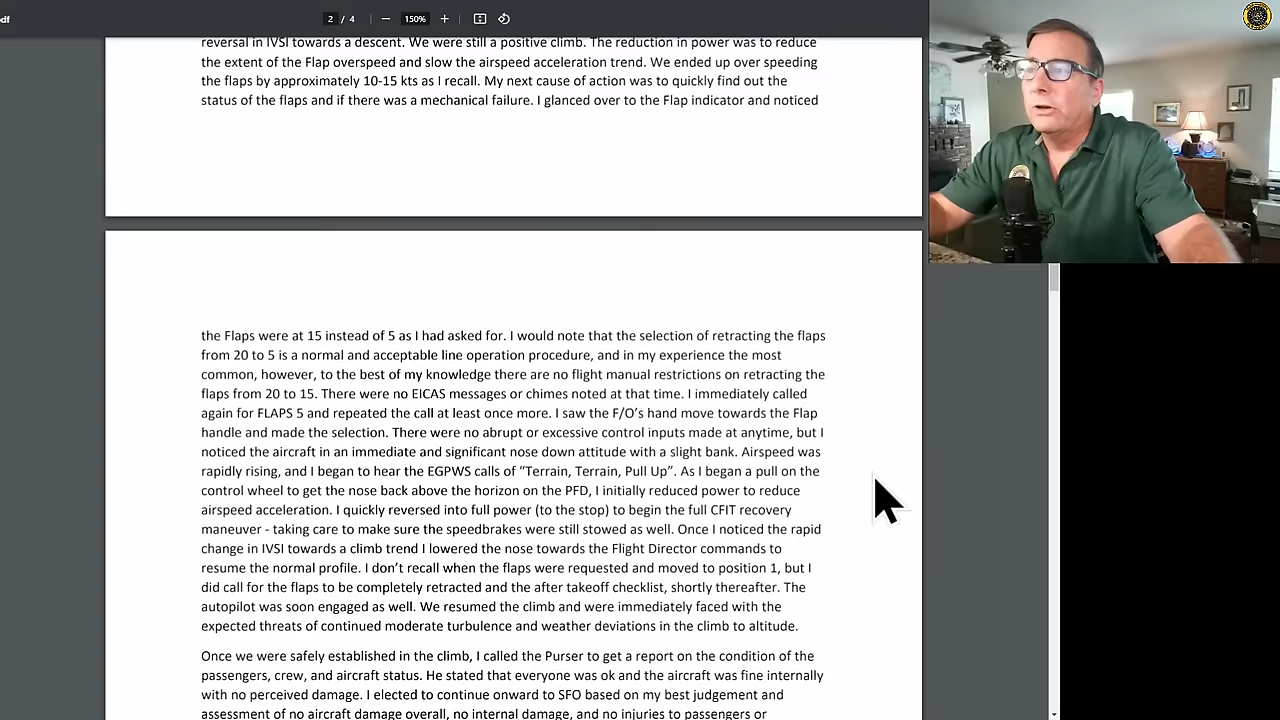 df
2 / 4
150%
reversal in IVSI towards a descent. We were still a positive climb. The reduction in power was to reduce
the extent of the Flap overspeed and slow the airspeed acceleration trend. We ended up over speeding
the flaps by approximately 10-15 kts as I recall. My next cause of action was to quickly find out the
status of the flaps and if there was a mechanical failure. I glanced over to the Flap indicator and noticed
the Flaps were at 15 instead of 5 as I had asked for. I would note that the selection of retracting the flaps
from 20 to 5 is a normal and acceptable line operation procedure, and in my experience the most
common, however, to the best of my knowledge there are no flight manual restrictions on retracting the
flaps from 20 to 15. There were no EICAS messages or chimes noted at that time. I immediately called
again for FLAPS 5 and repeated the call at least once more. I saw the F/O’s hand move towards the Flap
handle and made the selection. There were no abrupt or excessive control inputs made at anytime, but I
noticed the aircraft in an immediate and significant nose down attitude with a slight bank. Airspeed was
rapidly rising, and I began to hear the EGPWS calls of “Terrain, Terrain, Pull Up”. As I began a pull on the
control wheel to get the nose back above the horizon on the PFD, I initially reduced power to reduce
airspeed acceleration. I quickly reversed into full power (to the stop) to begin the full CFIT recovery
maneuver - taking care to make sure the speedbrakes were still stowed as well. Once I noticed the rapid
change in IVSI towards a climb trend I lowered the nose towards the Flight Director commands to
resume the normal profile. I don’t recall when the flaps were requested and moved to position 1, but I
did call for the flaps to be completely retracted and the after takeoff checklist, shortly thereafter. The
autopilot was soon engaged as well. We resumed the climb and were immediately faced with the
expected threats of continued moderate turbulence and weather deviations in the climb to altitude.
Once we were safely established in the climb, I called the Purser to get a report on the condition of the
passengers, crew, and aircraft status. He stated that everyone was ok and the aircraft was fine internally
with no perceived damage. I elected to continue onward to SFO based on my best judgement and
assessment of no aircraft damage overall, no internal damage, and no injuries to passengers or